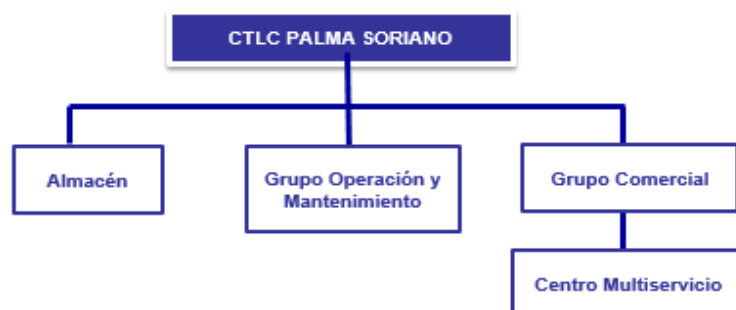 CTLC PALMA SORIANO
Almacén
Grupo Operación y
Mantenimiento
Grupo Comercial
Centro Multiservicio